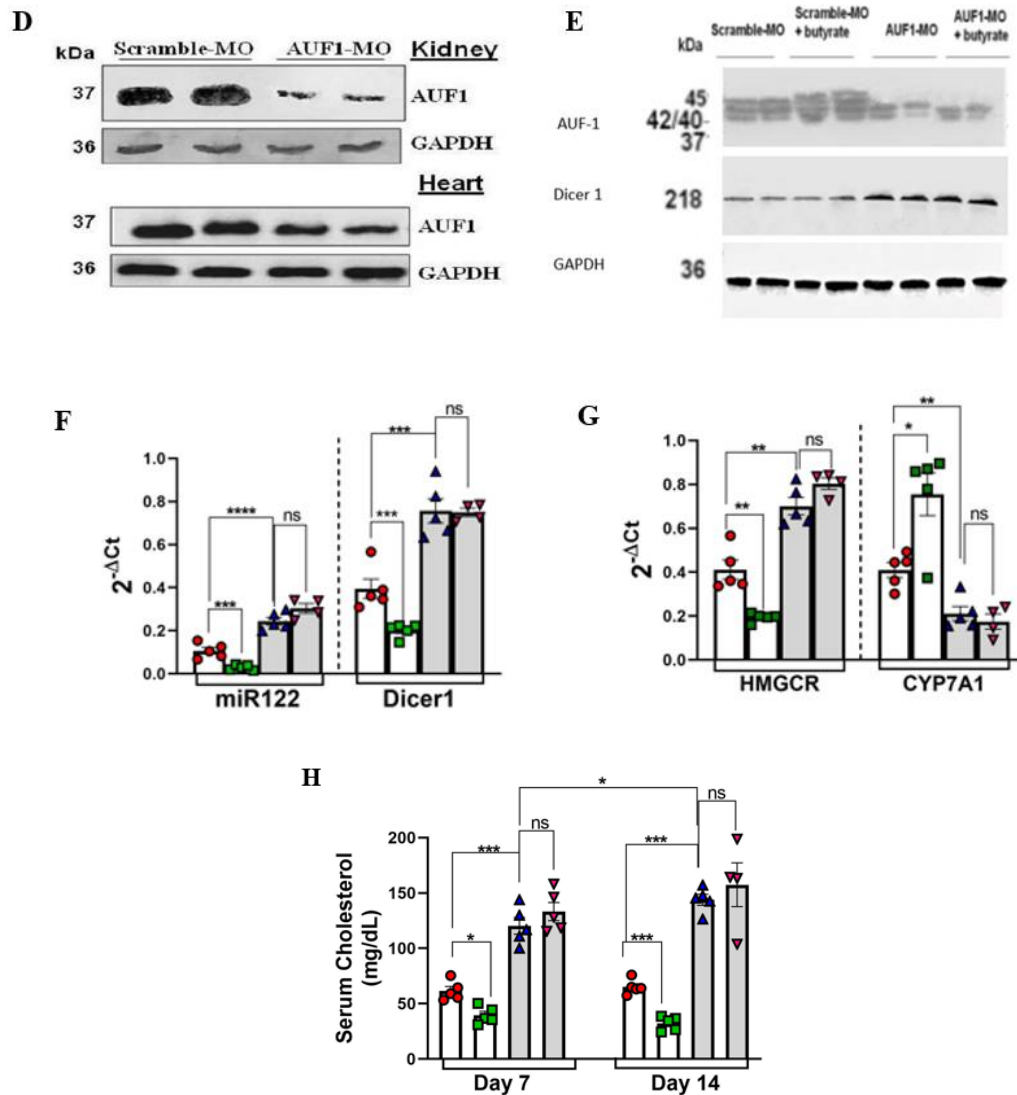 D
kDa Scramble-MO AUF1-MO Kidney
37 AUF1
36 GAPDH
Heart
37 AUF1
36 GAPDH
E
kDa Scramble-MO Scramble-MO + butyrate AUF1-MO AUF1-MO + butyrate
AUF-1 45
42/40
37
Dicer 1 218
GAPDH 36
F
2-ΔCt
1.0
0.8
0.6
0.4
0.2
0.0
**** *** ns
*** *** ns
miR122 Dicer1
G
2-ΔCt
1.0
0.8
0.6
0.4
0.2
0.0
** ** ns
** * ns
HMGCR CYP7A1
H
Serum Cholesterol
(mg/dL)
200
150
100
50
0
*
*** * ns
*** *** ns
Day 7 Day 14